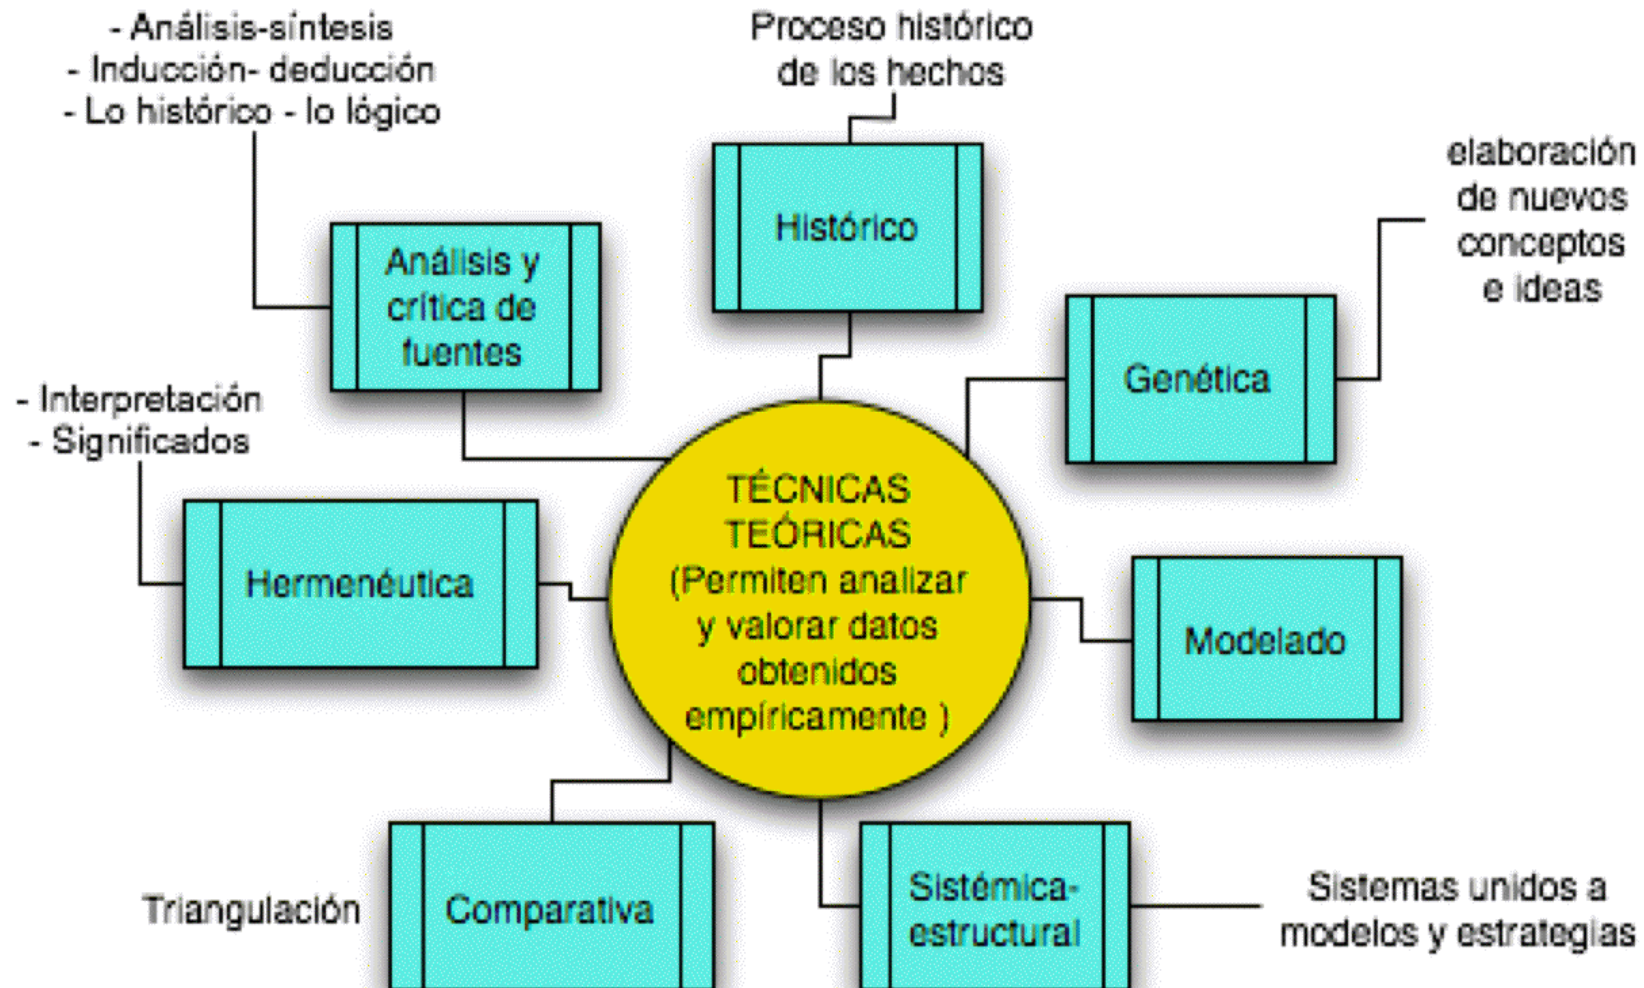 - Análisis-síntesis
- Inducción- deducción
- Lo histórico - lo lógico
Proceso histórico
de los hechos
elaboración
de nuevos
conceptos
e ideas
Histórico
Análisis y
crítica de
fuentes
Genética
- Interpretación
- Significados
Hermenéutica
TÉCNICAS
TEÓRICAS
(Permiten analizar
y valorar datos
obtenidos
empíricamente )
Modelado
Triangulación
Comparativa
Sistémica-
estructural
Sistemas unidos a
modelos y estrategias